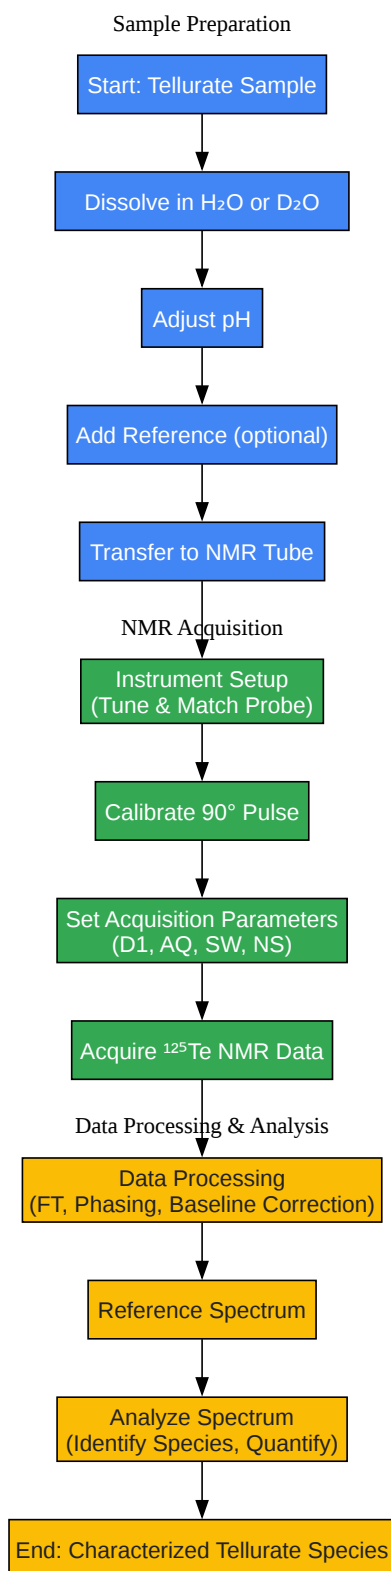 Sample Preparation
Start: Tellurate Sample
Dissolve in H₂O or D₂O
Adjust pH
Add Reference (optional)
Transfer to NMR Tube
NMR Acquisition
Instrument Setup
(Tune & Match Probe)
Calibrate 90° Pulse
Set Acquisition Parameters
(D1, AQ, SW, NS)
Acquire ¹²⁵Te NMR Data
Data Processing & Analysis
Data Processing
(FT, Phasing, Baseline Correction)
Reference Spectrum
Analyze Spectrum
(Identify Species, Quantify)
End: Characterized Tellurate Species